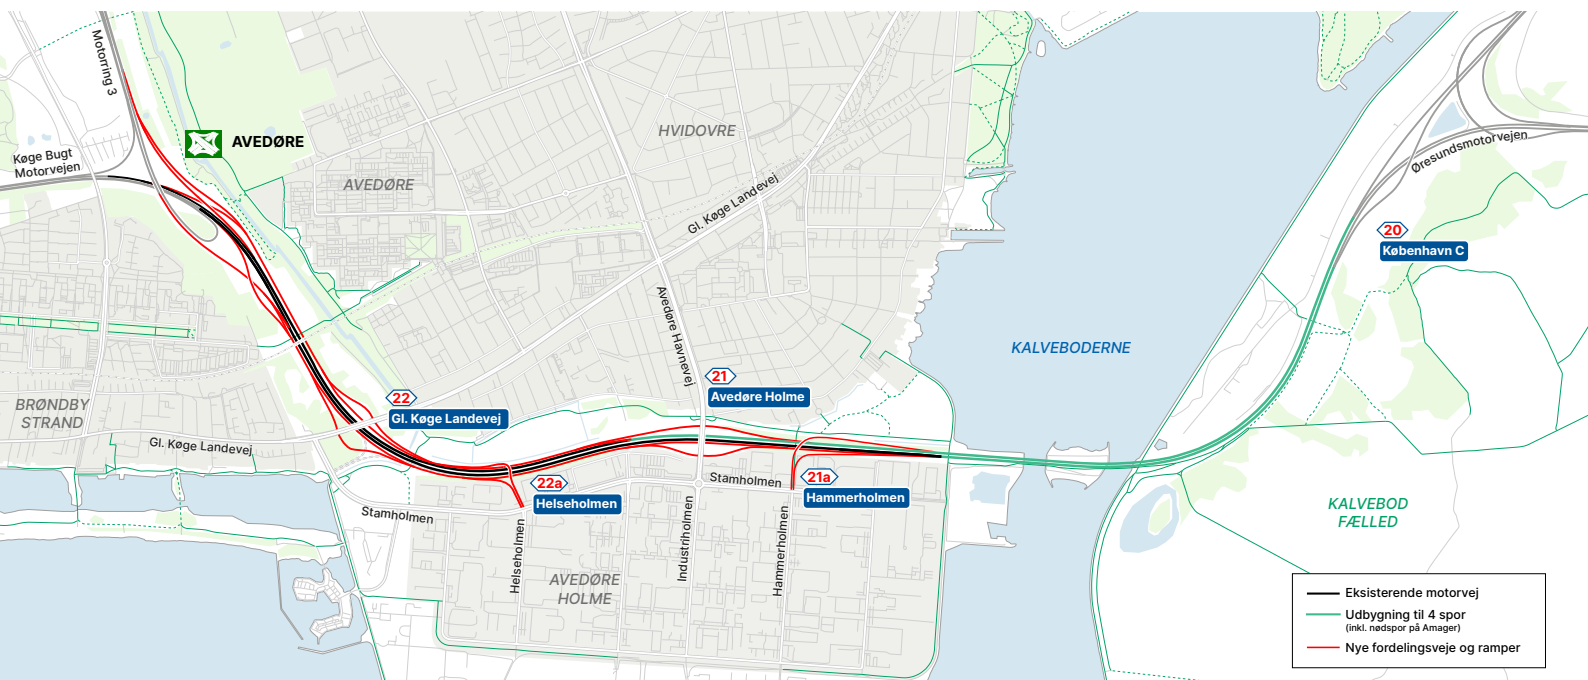 Motorring 3
AVEDØRE
Køge Bugt
Motorvejen
HVIDOVRE
AVEDØRE
Gl. Køge Landevej
Øresundsmotorvejen
20
København C
Avedøre Havnevej
KALVEBODERNE
21
Avedøre Holme
22
Gl. Køge Landevej
BRØNDBY
STRAND
Gl. Køge Landevej
22a
Helseholmen
Stamholmen
21a
Hammerholmen
Stamholmen
Helseholmen
Industriholmen
Hammerholmen
AVEDØRE
HOLME
KALVEBOD
FÆLLED
Eksisterende motorvej
Udbygning til 4 spor
(inkl. nødspor på Amager)
Nye fordelingsveje og ramper